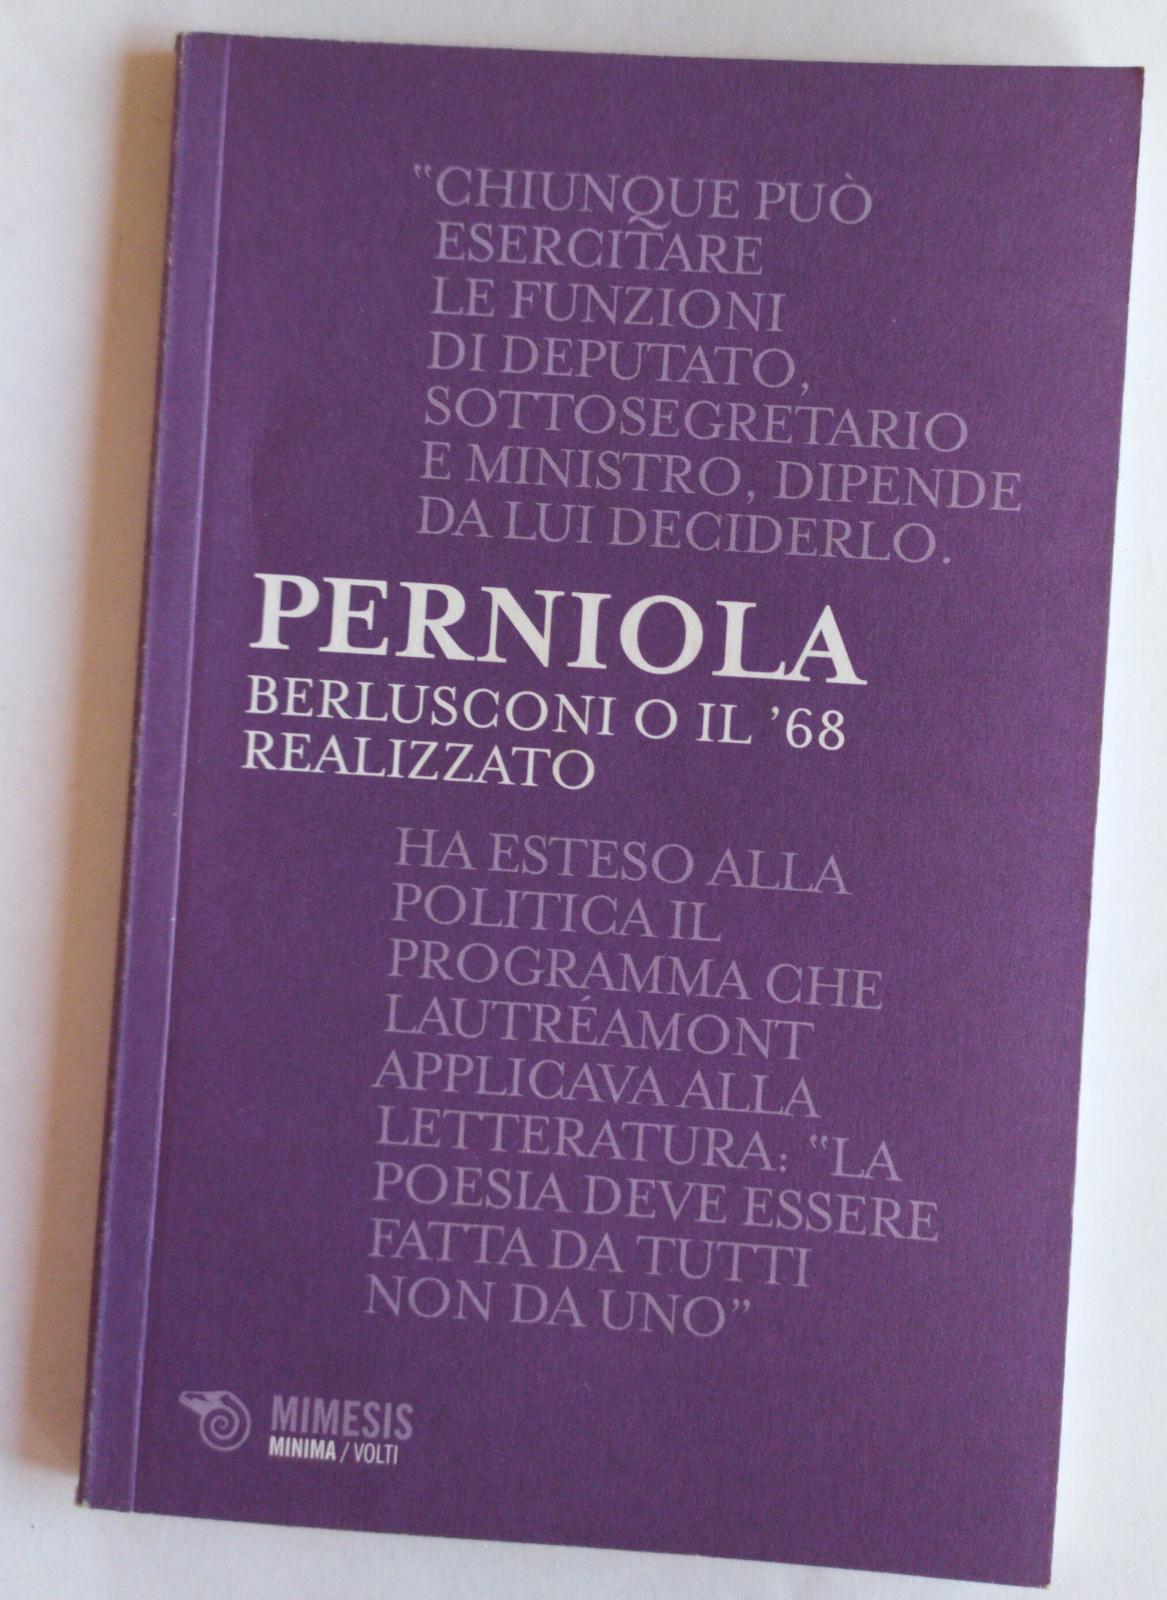 “CHIUNQUE PUÒ
ESERCITARE
LE FUNZIONI
DI DEPUTATO,
SOTTOSEGRETARIO
E MINISTRO, DIPENDE
DA LUI DECIDERLO.
PERNIOLA
BERLUSCONI O IL ’68
REALIZZATO
HA ESTESO ALLA
POLITICA IL
PROGRAMMA CHE
LAUTRÉAMONT
APPLICAVA ALLA
LETTERATURA: “LA
POESIA DEVE ESSERE
FATTA DA TUTTI
NON DA UNO”
MIMESIS
MINIMA / VOLTI